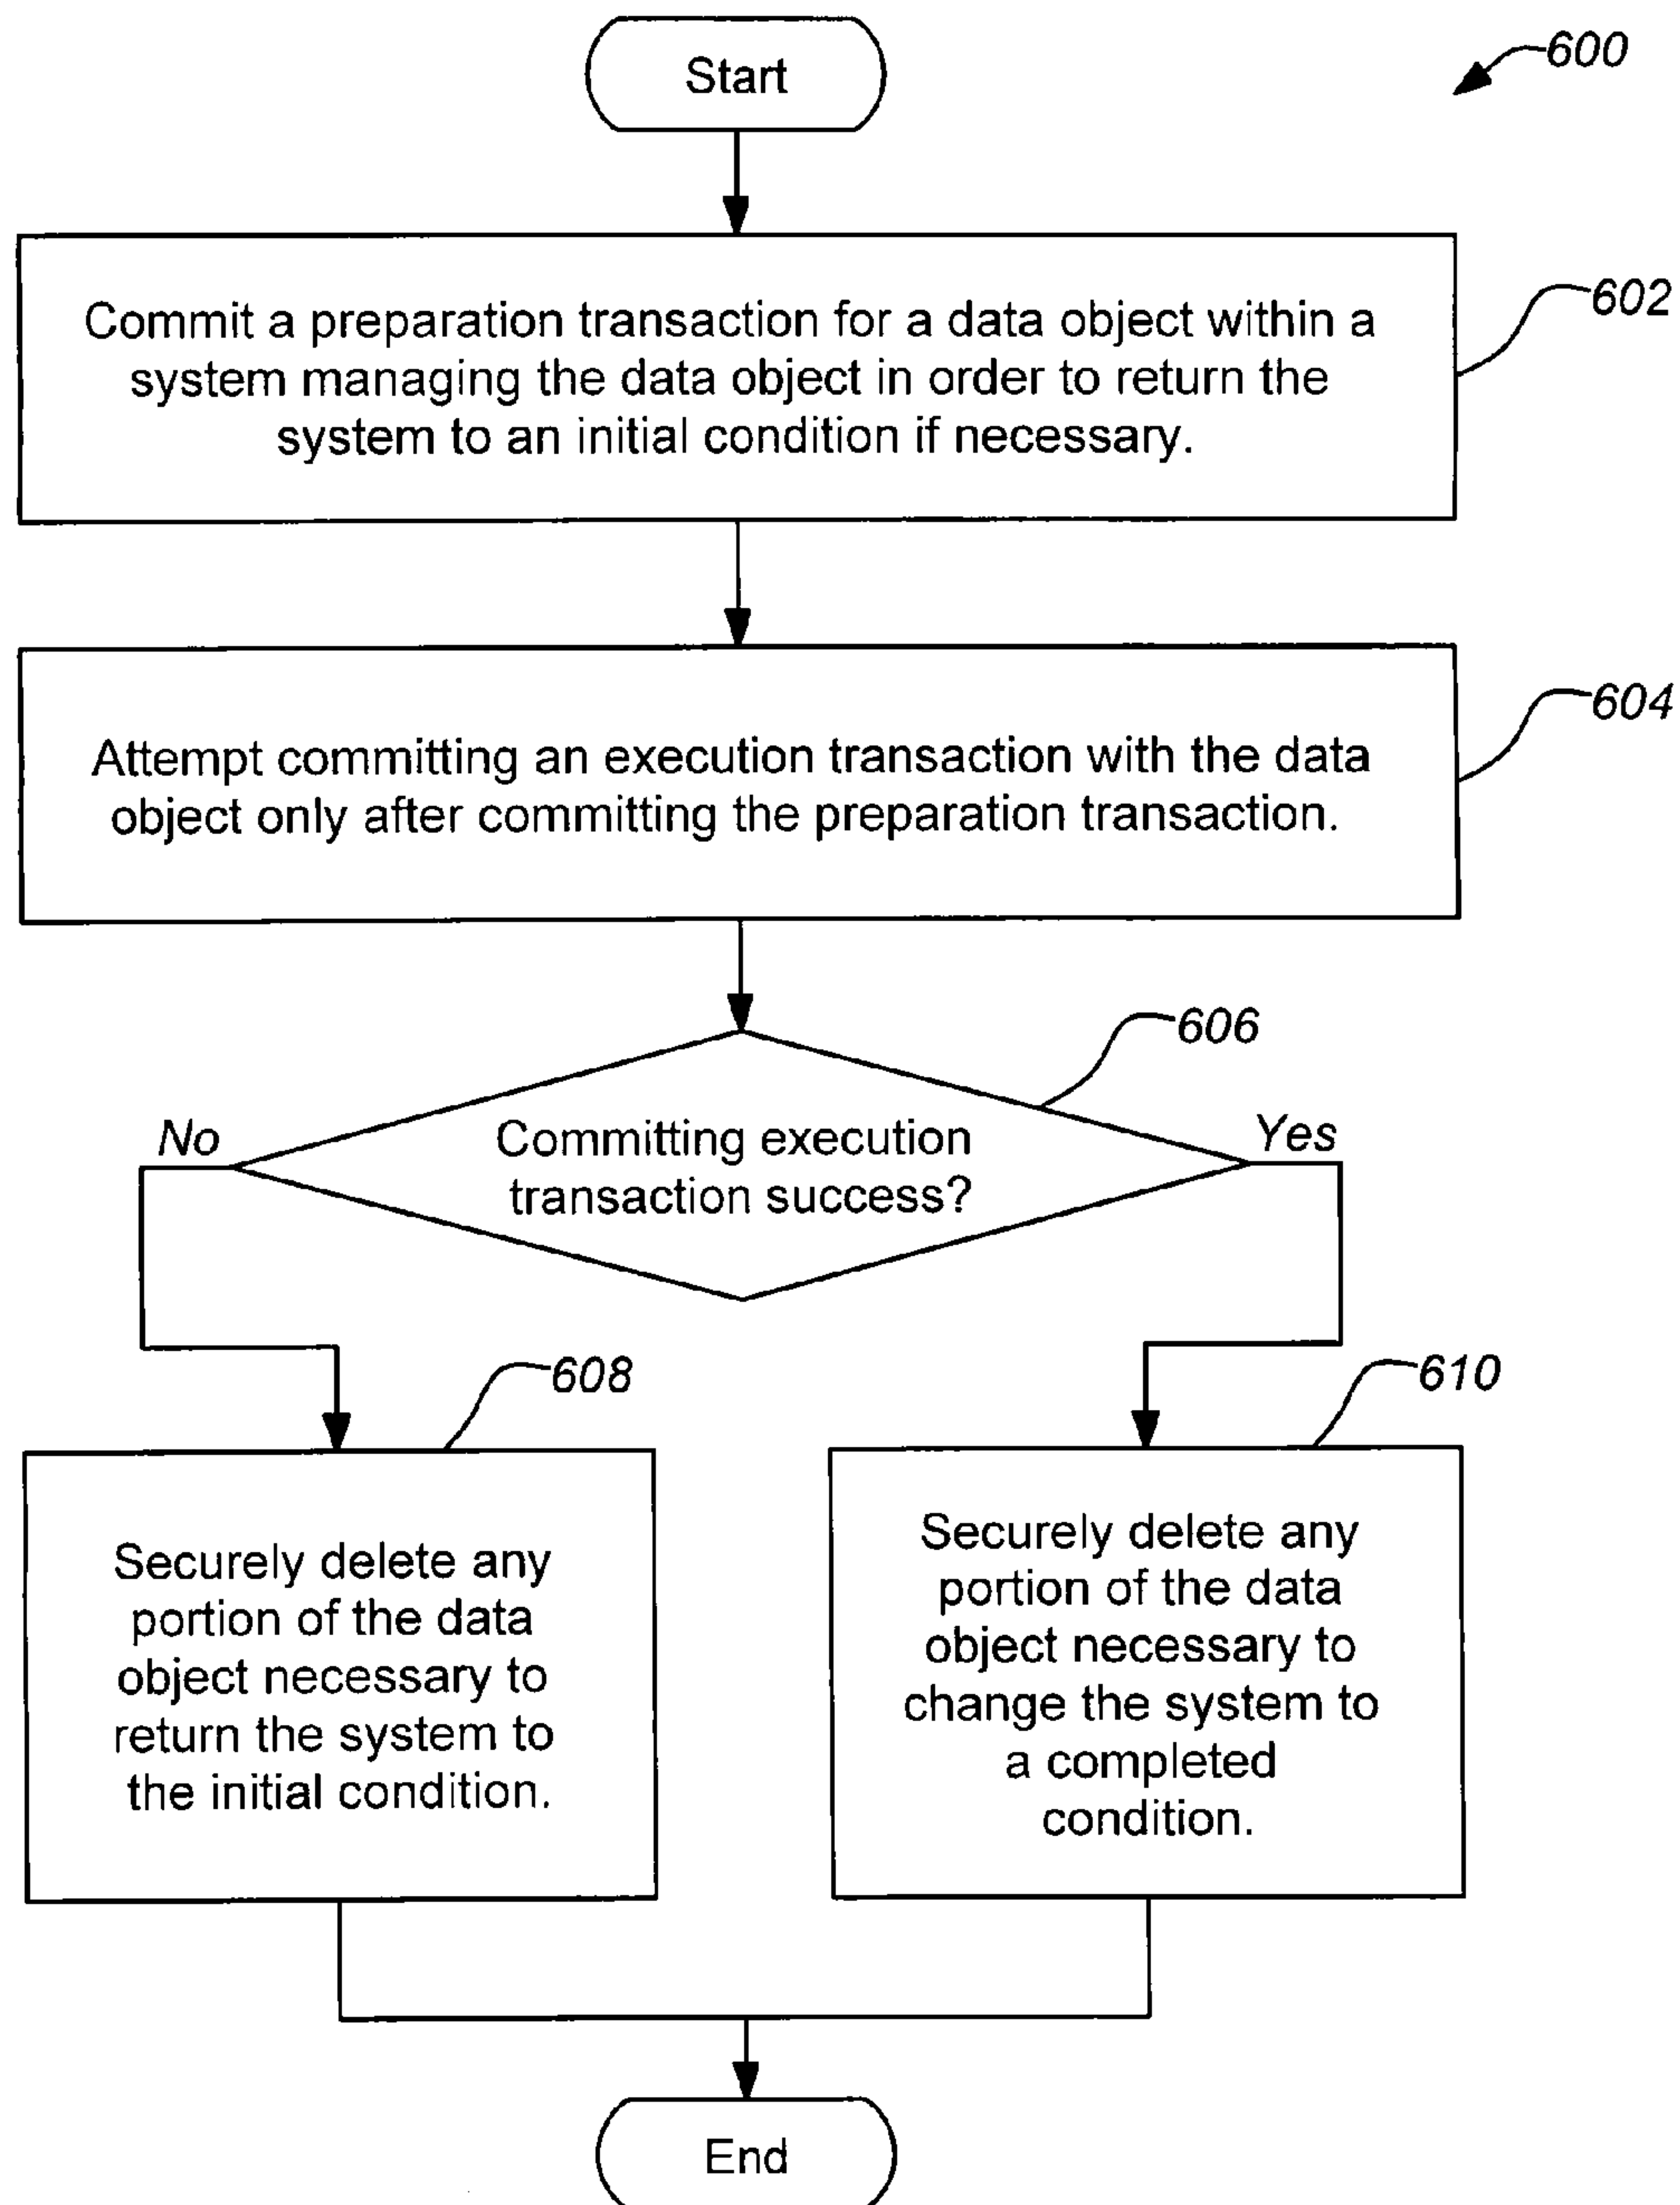 Start
600
Commit a preparation transaction for a data object within a
system managing the data object in order to return the
system to an initial condition if necessary.
602
Attempt committing an execution transaction with the data
object only after committing the preparation transaction.
604
606
No
Committing execution
transaction success?
Yes
608
Securely delete any
portion of the data
object necessary to
return the system to
the initial condition.
610
Securely delete any
portion of the data
object necessary to
change the system to
a completed
condition.
End